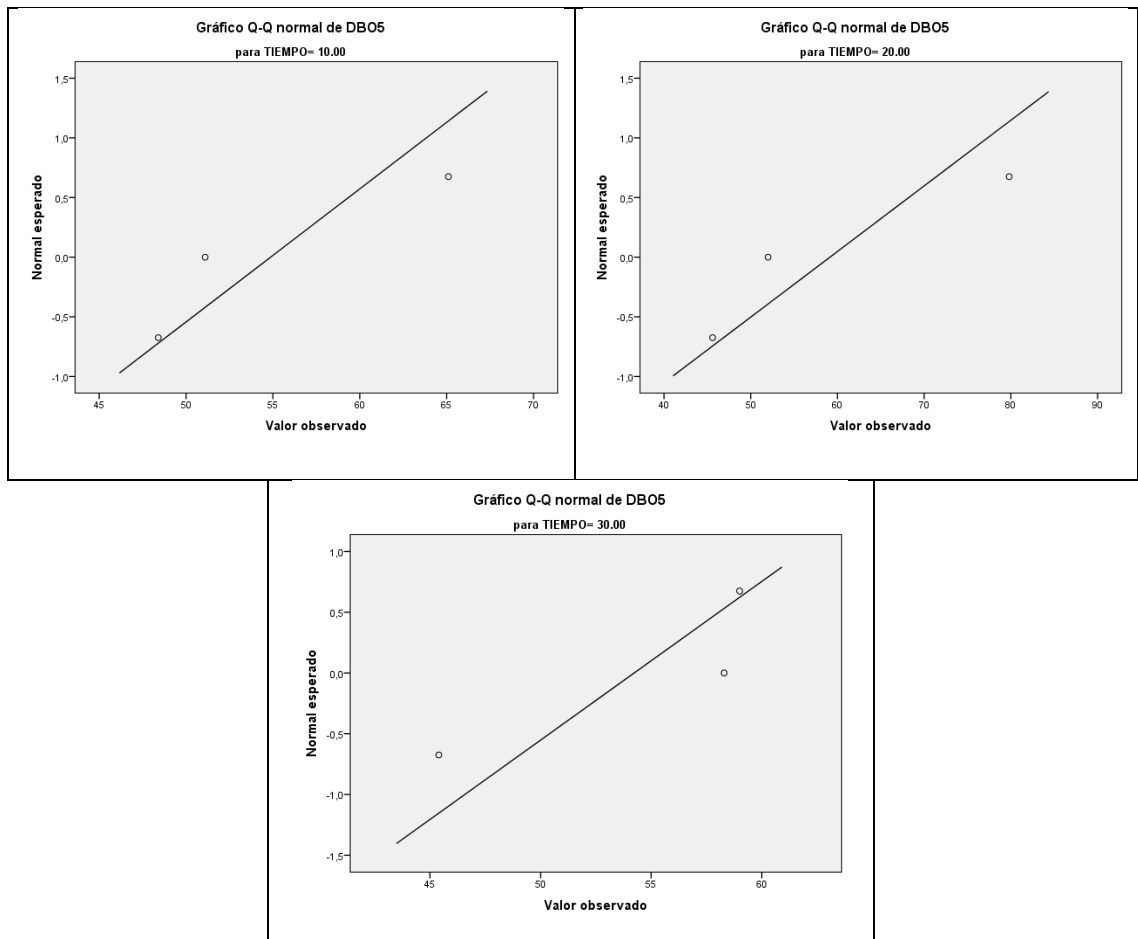 Gráfico Q-Q normal de DBO5
para TIEMPO= 10.00
Normal esperado
1,5
1,0
0,5
0,0
-0,5
-1,0
45 50 55 60 65 70
Valor observado
Gráfico Q-Q normal de DBO5
para TIEMPO= 20.00
Normal esperado
1,5
1,0
0,5
0,0
-0,5
-1,0
40 50 60 70 80 90
Valor observado
Gráfico Q-Q normal de DBO5
para TIEMPO= 30.00
Normal esperado
1,0
0,5
0,0
-0,5
-1,0
-1,5
45 50 55 60
Valor observado